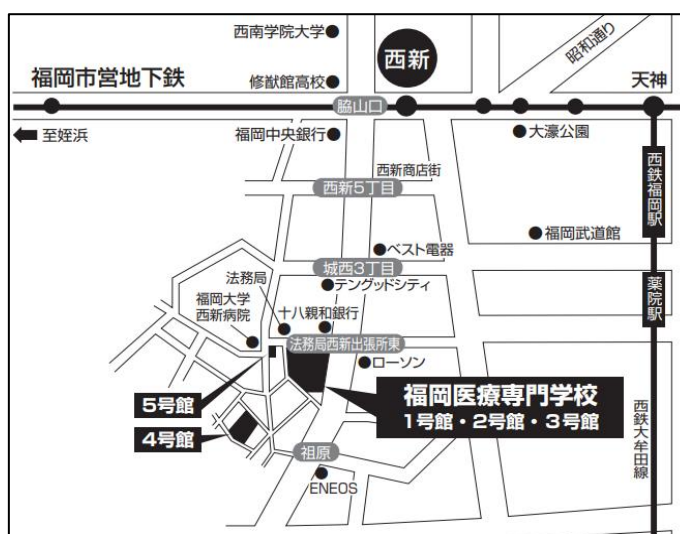 西南学院大学
西新
昭和通り
福岡市営地下鉄
修猷館高校
天神
脇山口
至姪浜
福岡中央銀行
大濠公園
西新商店街
西鉄福岡駅
西新5丁目
福岡武道館
ベスト電器
城西3丁目
法務局
テングッドシティ
薬院駅
福岡大学
西新病院
十八親和銀行
法務局西新出張所東
ローソン
5号館
福岡医療専門学校
1号館・2号館・3号館
4号館
西鉄大牟田線
祖原
ENEOS